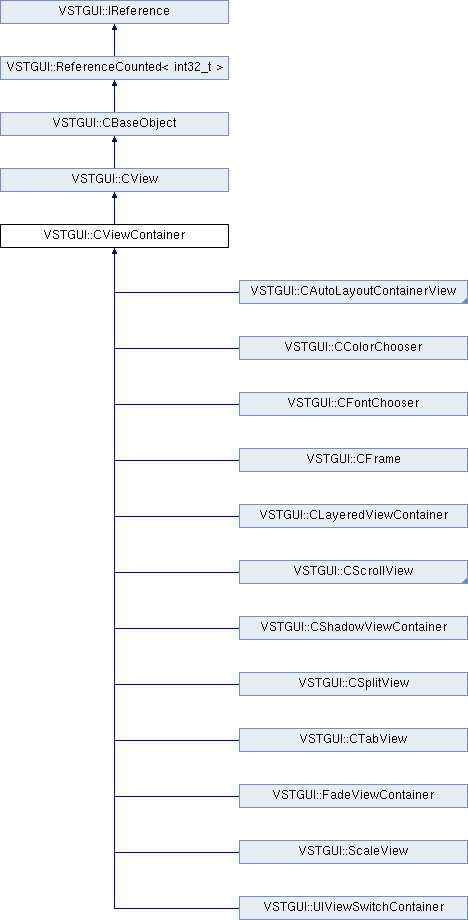 VSTGUI::IReference
VSTGUI::ReferenceCounted< int32_t >
VSTGUI::CBaseObject
VSTGUI::CView
VSTGUI::CViewContainer
VSTGUI::CAutoLayoutContainerView
VSTGUI::CColorChooser
VSTGUI::CFontChooser
VSTGUI::CFrame
VSTGUI::CLayeredViewContainer
VSTGUI::CScrollView
VSTGUI::CShadowViewContainer
VSTGUI::CSplitView
VSTGUI::CTabView
VSTGUI::FadeViewContainer
VSTGUI::ScaleView
VSTGUI::UIViewSwitchContainer